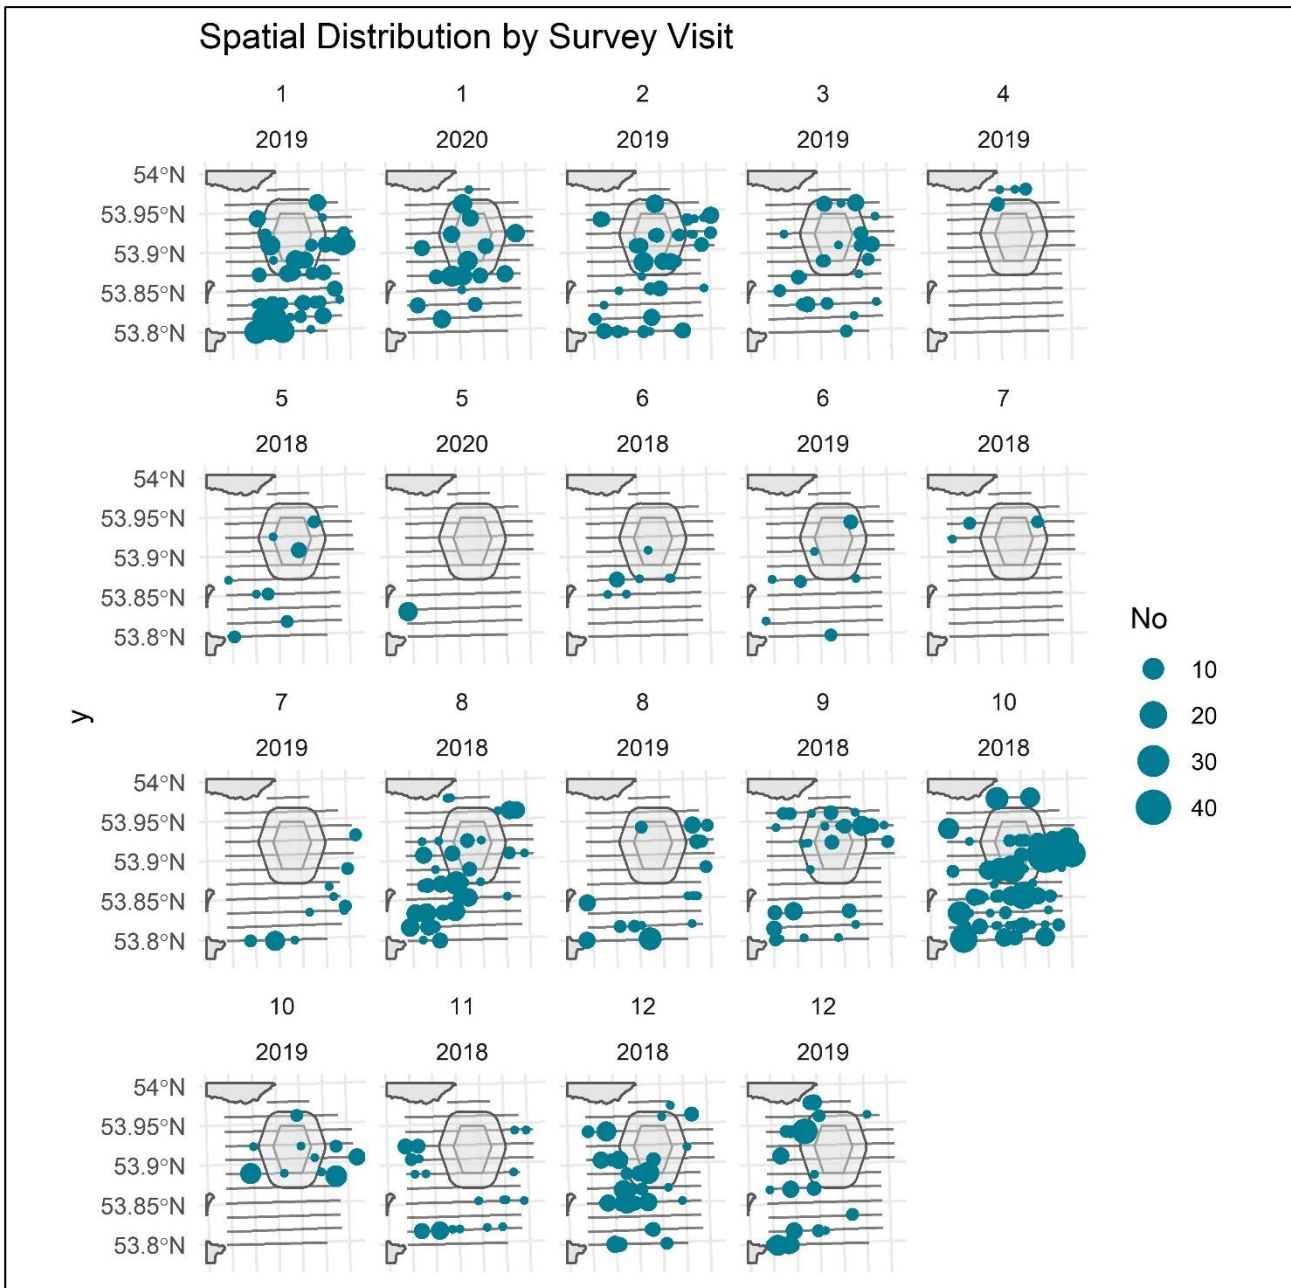 Spatial Distribution by Survey Visit
1 1 2 3 4
2019 2020 2019 2019 2019
54°N
53.95°N
53.9°N
53.85°N
53.8°N
5 5 6 6 7
2018 2020 2018 2019 2018
54°N
53.95°N
53.9°N
53.85°N
53.8°N
No
10
20
30
40
y
7 8 8 9 10
2019 2018 2019 2018 2018
54°N
53.95°N
53.9°N
53.85°N
53.8°N
10 11 12 12
2019 2018 2018 2019
54°N
53.95°N
53.9°N
53.85°N
53.8°N